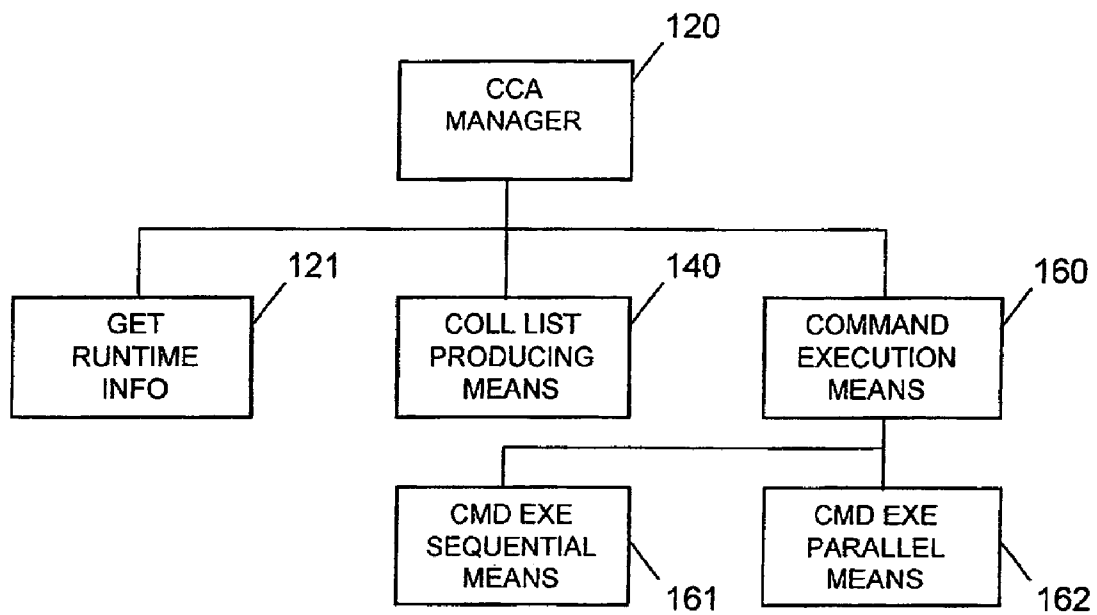 120
CCA
MANAGER
121
140
160
GET
RUNTIME
INFO
COLL LIST
PRODUCING
MEANS
COMMAND
EXECUTION
MEANS
CMD EXE
SEQUENTIAL
MEANS
161
CMD EXE
PARALLEL
MEANS
162